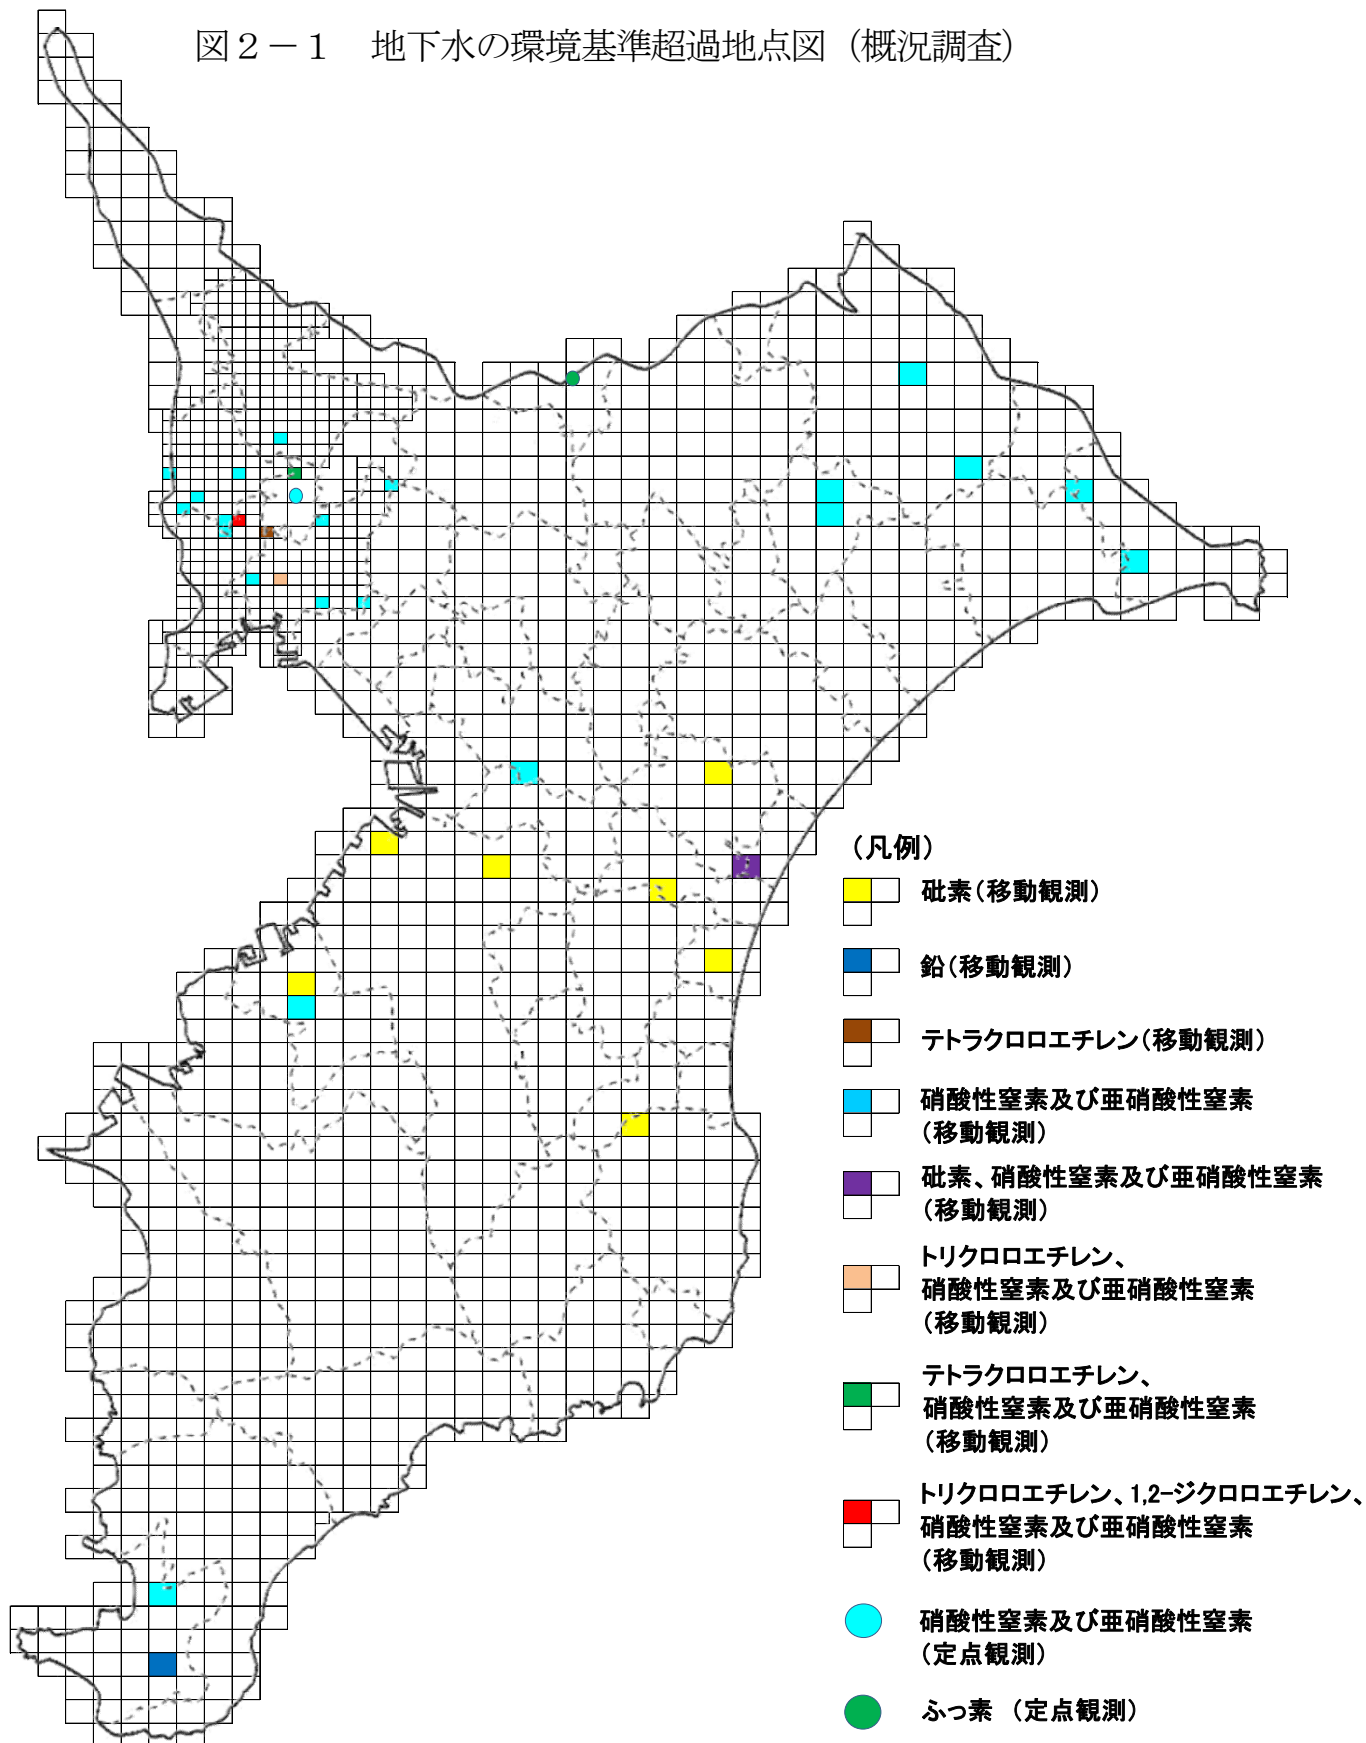 図2-1 地下水の環境基準超過地点図(概況調査)
(凡例)
砒素(移動観測)
鉛(移動観測)
テトラクロロエチレン(移動観測)
硝酸性窒素及び亜硝酸性窒素
(移動観測)
砒素、硝酸性窒素及び亜硝酸性窒素
(移動観測)
トリクロロエチレン、
硝酸性窒素及び亜硝酸性窒素
(移動観測)
テトラクロロエチレン、
硝酸性窒素及び亜硝酸性窒素
(移動観測)
トリクロロエチレン、1,2-ジクロロエチレン、
硝酸性窒素及び亜硝酸性窒素
(移動観測)
硝酸性窒素及び亜硝酸性窒素
(定点観測)
ふっ素 (定点観測)